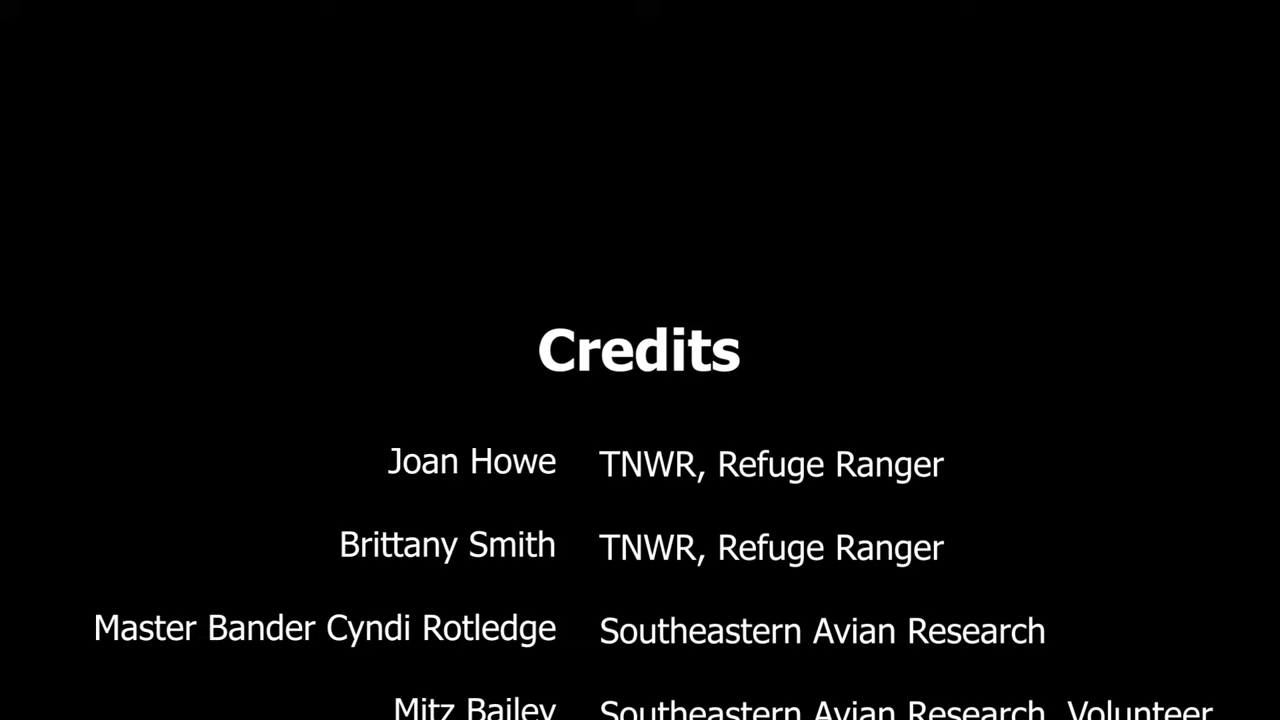 Credits
Joan Howe TNWR, Refuge Ranger
Brittany Smith TNWR, Refuge Ranger
Master Bander Cyndi Rotledge Southeastern Avian Research
Mitz Bailey Southeastern Avian Research, Volunteer